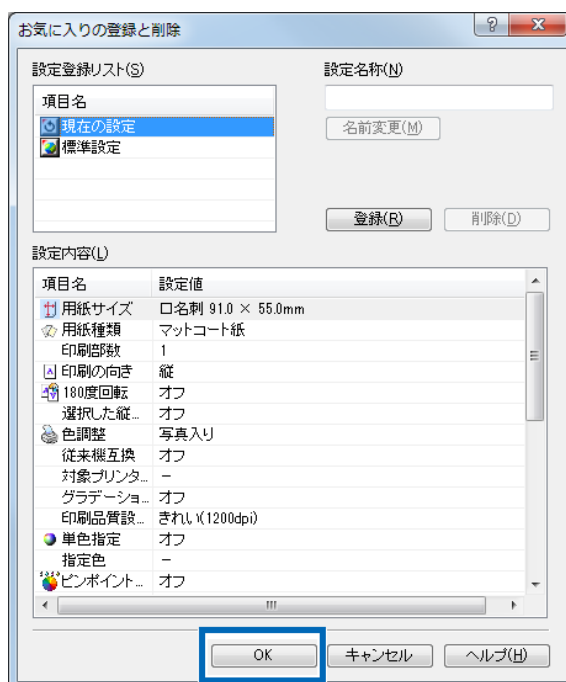 お気に入りの登録と削除
設定登録リスト(S)
設定名称(N)
項目名
現在の設定
名前変更(M)
標準設定
登録(R)
削除(D)
設定内容(L)
項目名 設定値
用紙サイズ 口名刺 91.0 × 55.0mm
用紙種類 マットコート紙
印刷部数 1
印刷の向き 縦
180度回転 オフ
選択した縦... オフ
色調整 写真入り
従来機互換 オフ
対象プリンタ... −
グラデーショ... オフ
印刷品質設... きれい(1200dpi)
単色指定 オフ
指定色 −
ピンポイント... オフ
OK
キャンセル
ヘルプ(H)